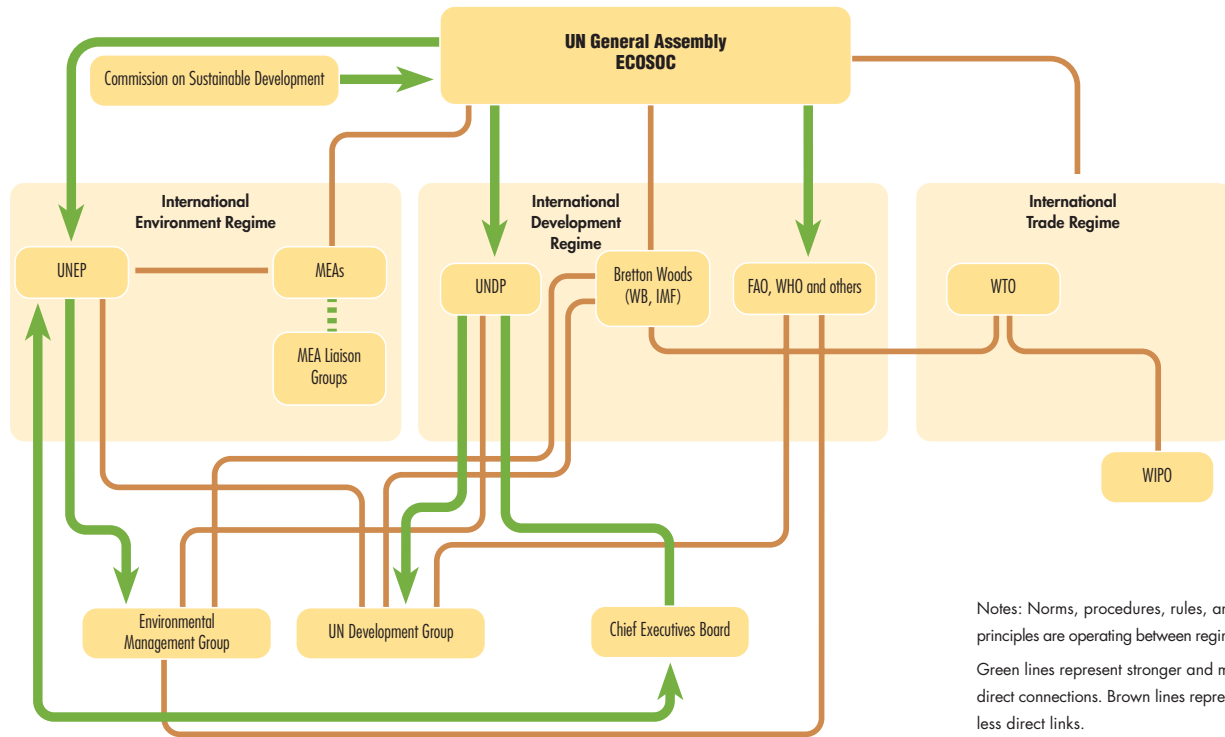 UN General Assembly
ECOSOC
Commission on Sustainable Development
International
Environment Regime
International
Development
Regime
International
Trade Regime
UNEP
MEAs
UNDP
Bretton Woods
(WB, IMF)
FAO, WHO and others
WTO
MEA Liaison
Groups
WIPO
Environmental
Management Group
UN Development Group
Chief Executives Board
Notes: Norms, procedures, rules,
principles are operating between
Green lines represent stronger and
direct connections. Brown lines
less direct links.